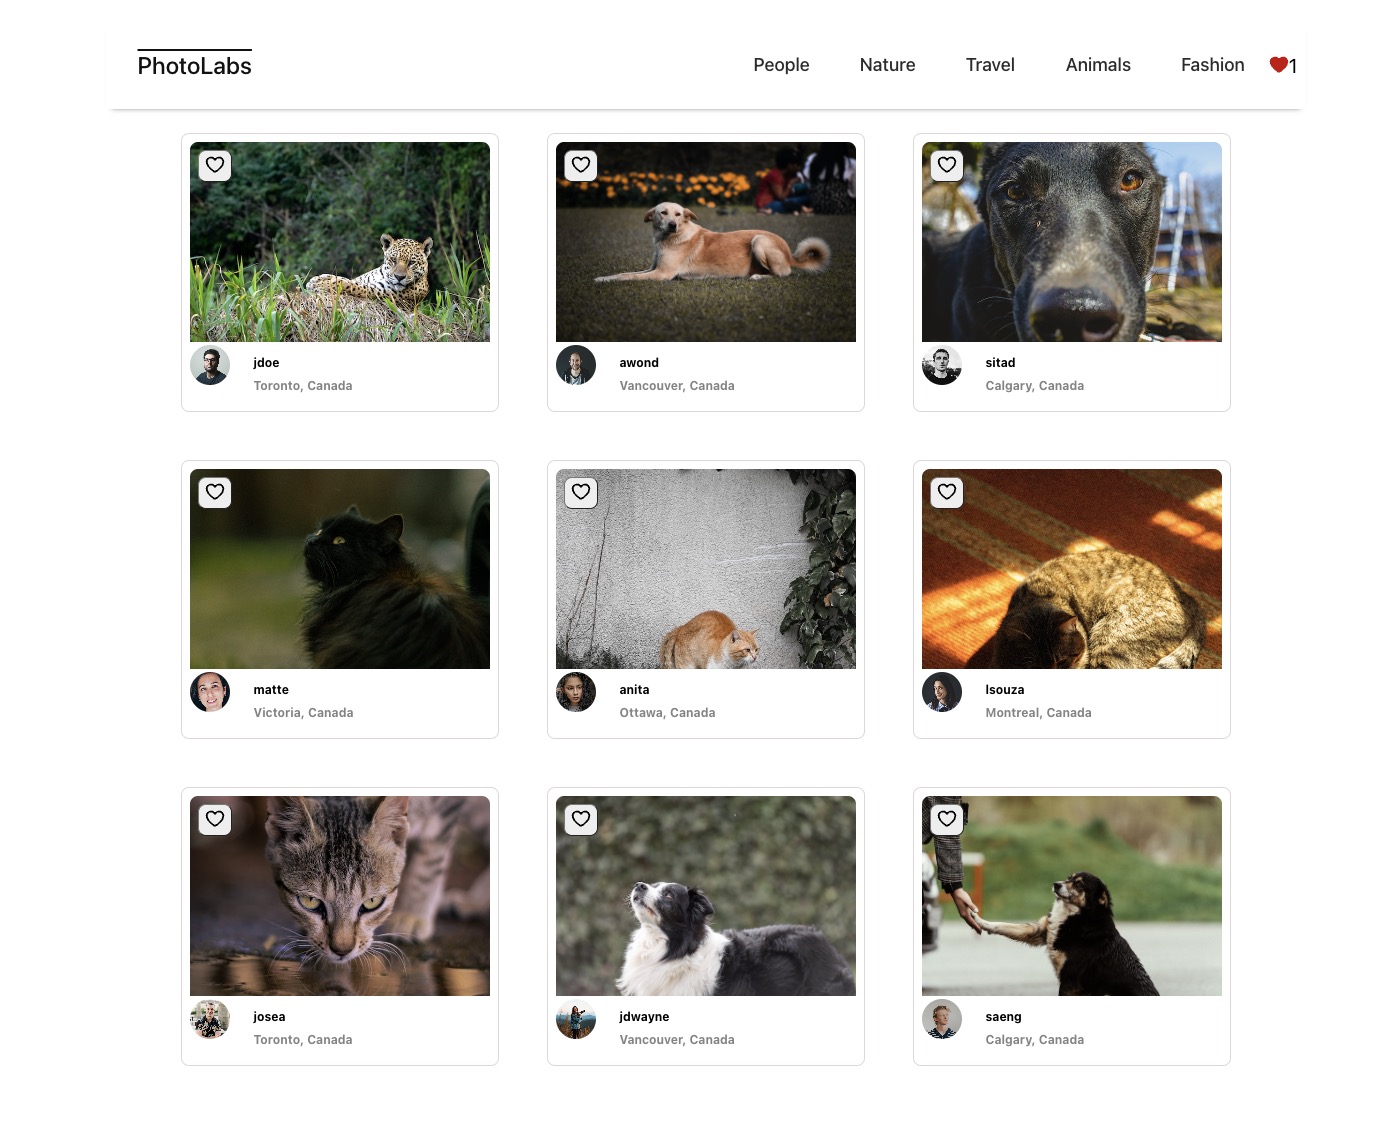 PhotoLabs
People Nature Travel Animals Fashion 1
jdoe
Toronto, Canada
awond
Vancouver, Canada
sitad
Calgary, Canada
matte
Victoria, Canada
anita
Ottawa, Canada
lsouza
Montreal, Canada
josea
Toronto, Canada
jdwayne
Vancouver, Canada
saeng
Calgary, Canada